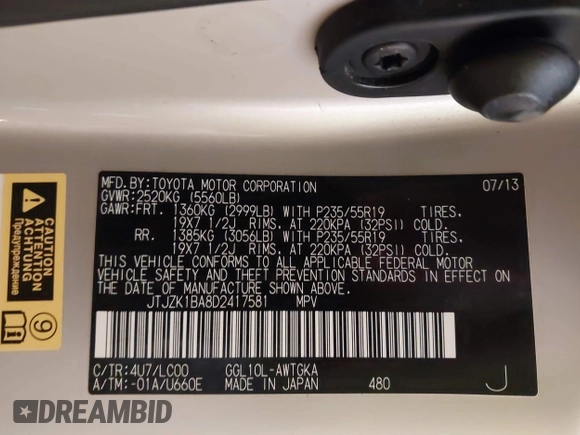 MFD.BY:TOYOTA MOTOR CORPORATION 07/13
GVWR:2520KG (5560LB)
GAWR:FRT. 1360KG (2999LB) WITH P235/55R19 TIRES.
19X7 1/2J RIMS. AT 220KPA (32PSI) COLD.
RR. 1385KG (3056LB) WITH P235/55R19 TIRES.
19X7 1/2J RIMS. AT 220KPA (32PSI) COLD.
THIS VEHICLE CONFORMS TO ALL APPLICABLE FEDERAL MOTOR
VEHICLE SAFETY AND THEFT PREVENTION STANDARDS IN EFFECT
ON THE DATE OF MANUFACTURE SHOWN ABOVE.
JTJZK1BA8D2417581 MPV
C/TR:4U7/LC00 GGL10L-AWTGKA
A/TM:-01A/U660E MADE IN JAPAN 480 J
CAUTION
ATTENTION
ACHTUNG
Предупреждение
9
DREAMBID